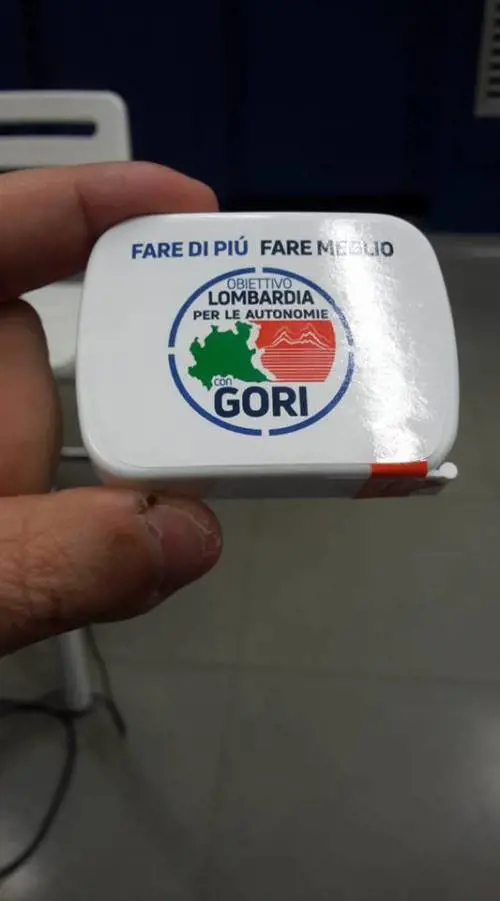 FARE DI PIÚ FARE MEGLIO
OBIETTIVO
LOMBARDIA
PER LE AUTONOMIE
con
GORI